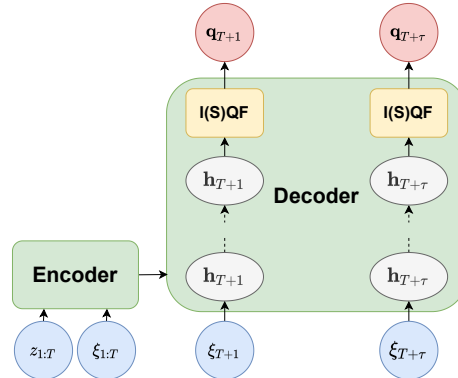 𝐪_{T+1} 𝐪_{T+τ}
I(S)QF I(S)QF
𝐡_{T+1} 𝐡_{T+τ}
Decoder
Encoder
𝐡_{T+1} 𝐡_{T+τ}
z_{1:T} ξ_{1:T} ξ_{T+1} ξ_{T+τ}